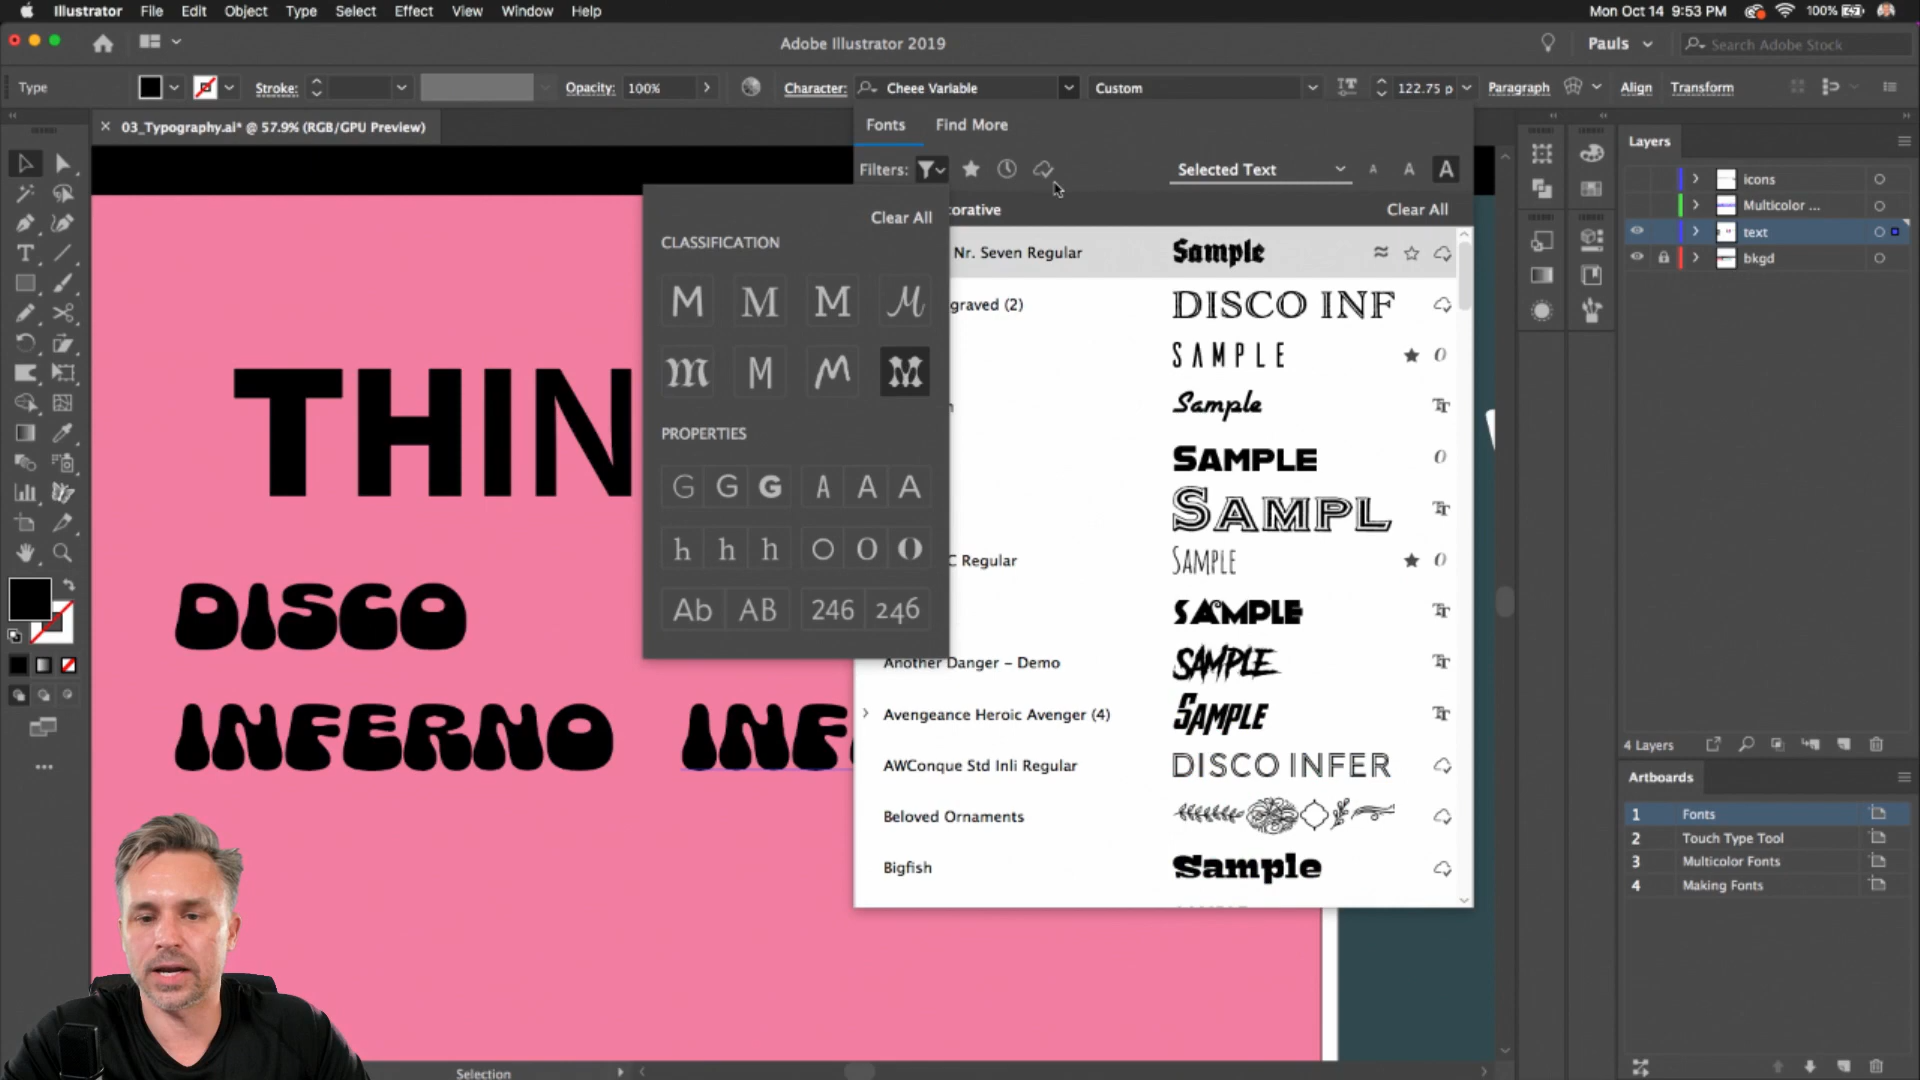 Illustrator File Edit Object Type Select Effect View Window Help
Mon Oct 14 9:53 PM 100%
Adobe Illustrator 2019
Pauls
Search Adobe Stock
Type Stroke: Opacity: 100% Character: Cheee Variable Custom 122.75 p Paragraph Align Transform
03_Typography.ai* @ 57.9% (RGB/GPU Preview)
Fonts Find More
Filters: Selected Text A A A
Clear All
orative Clear All
CLASSIFICATION
M M M M
M M M M
PROPERTIES
G G G A A A
h h h O O O
Ab AB 246 246
Nr. Seven Regular Sample
graved (2) DISCO INF
SAMPLE
Sample
SAMPLE
SAMPL
C Regular SAMPLE
SAMPLE
Another Danger – Demo SAMPLE
Avengeance Heroic Avenger (4) SAMPLE
AWConque Std Inli Regular DISCO INFER
Beloved Ornaments
Bigfish Sample
THIN
DISCO
INFERNO INF
Layers
icons
Multicolor ...
text
bkgd
4 Layers
Artboards
1 Fonts
2 Touch Type Tool
3 Multicolor Fonts
4 Making Fonts
Selection